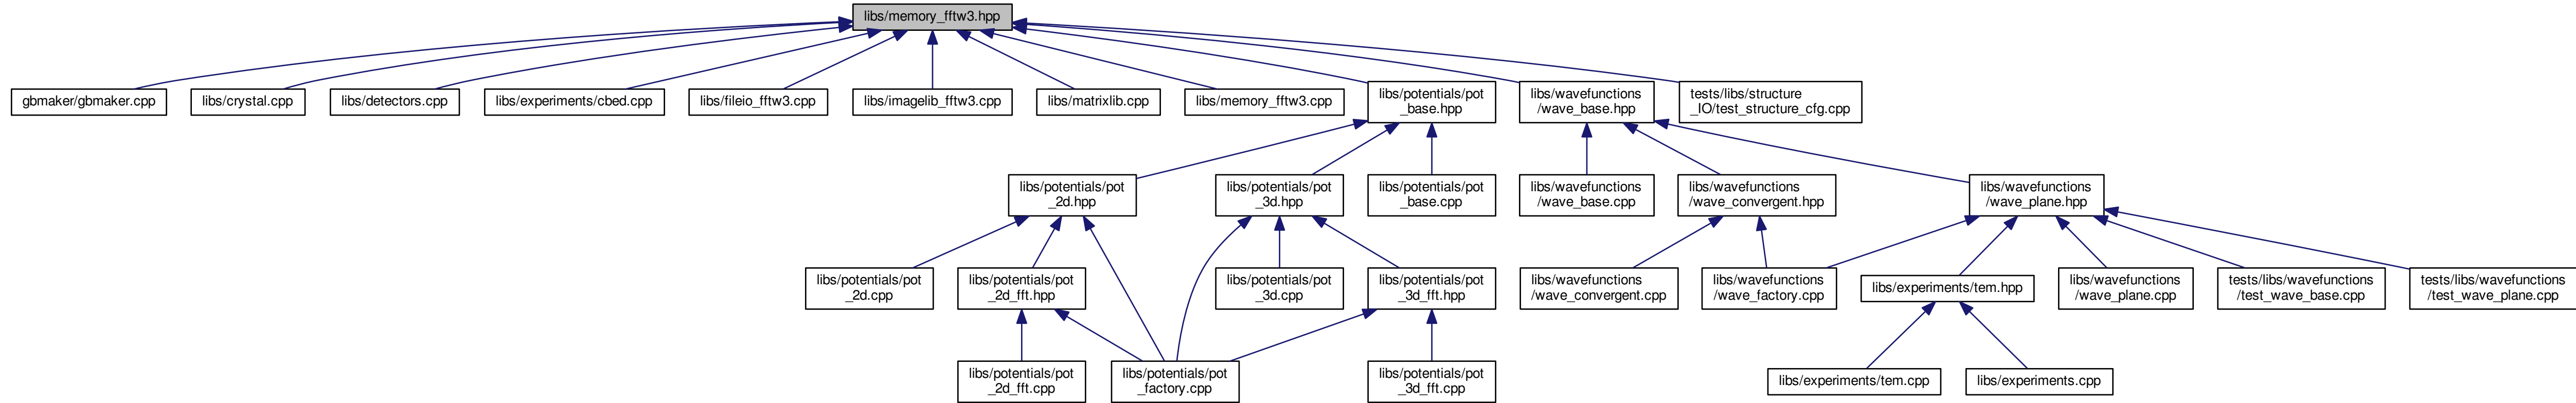 libs/memory_fftw3.hpp
gbmaker/gbmaker.cpp
libs/crystal.cpp
libs/detectors.cpp
libs/experiments/cbed.cpp
libs/fileio_fftw3.cpp
libs/imagelib_fftw3.cpp
libs/matrixlib.cpp
libs/memory_fftw3.cpp
libs/potentials/pot
_base.hpp
libs/wavefunctions
/wave_base.hpp
tests/libs/structure
_IO/test_structure_cfg.cpp
libs/potentials/pot
_2d.hpp
libs/potentials/pot
_3d.hpp
libs/potentials/pot
_base.cpp
libs/wavefunctions
/wave_base.cpp
libs/wavefunctions
/wave_convergent.hpp
libs/wavefunctions
/wave_plane.hpp
libs/potentials/pot
_2d.cpp
libs/potentials/pot
_2d_fft.hpp
libs/potentials/pot
_3d.cpp
libs/potentials/pot
_3d_fft.hpp
libs/wavefunctions
/wave_convergent.cpp
libs/wavefunctions
/wave_factory.cpp
libs/experiments/tem.hpp
libs/wavefunctions
/wave_plane.cpp
tests/libs/wavefunctions
/test_wave_base.cpp
tests/libs/wavefunctions
/test_wave_plane.cpp
libs/potentials/pot
_2d_fft.cpp
libs/potentials/pot
_factory.cpp
libs/potentials/pot
_3d_fft.cpp
libs/experiments/tem.cpp
libs/experiments.cpp